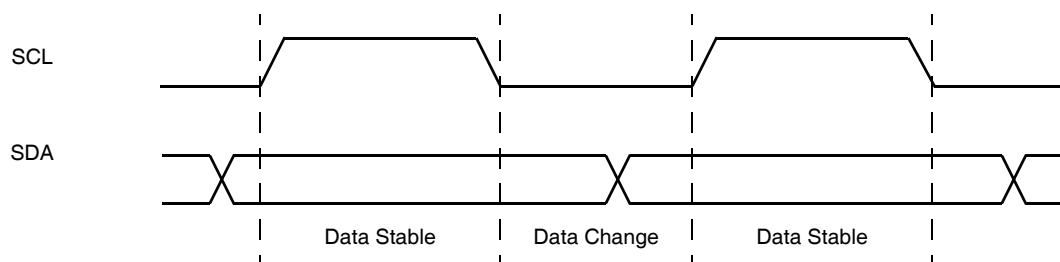 SCL
SDA
Data Stable
Data Change
Data Stable